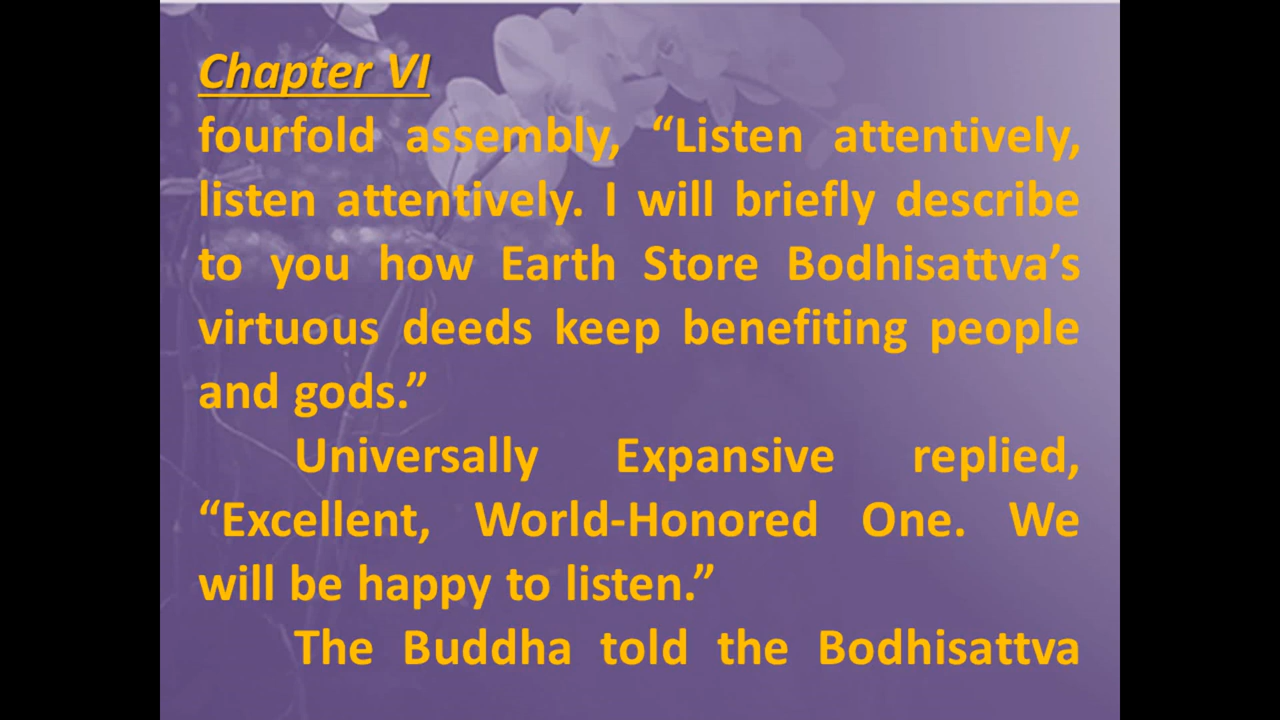 Chapter VI
fourfold assembly, “Listen attentively,
listen attentively. I will briefly describe
to you how Earth Store Bodhisattva’s
virtuous deeds keep benefiting people
and gods.”
Universally Expansive replied,
“Excellent, World-Honored One. We
will be happy to listen.”
The Buddha told the Bodhisattva